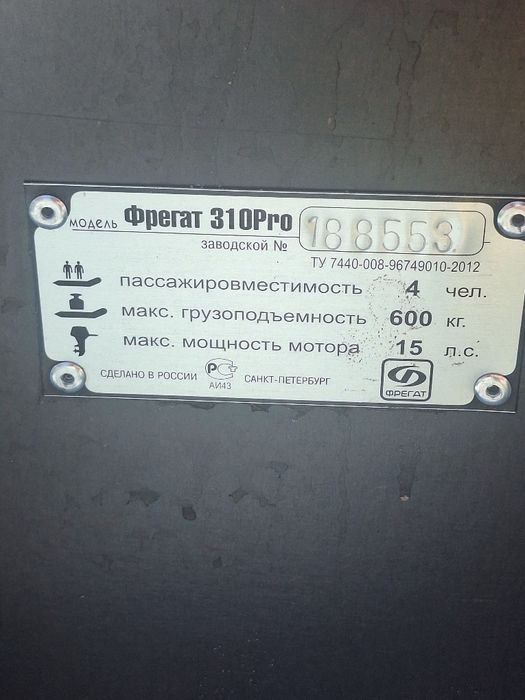 модель Фрегат 310Pro
заводской № 188553
ТУ 7440-008-96749010-2012
пассажировместимость 4 чел.
макс. грузоподъемность 600 кг.
макс. мощность мотора 15 л.с.
СДЕЛАНО В РОССИИ РС АИ43 САНКТ-ПЕТЕРБУРГ
ФРЕГАТ